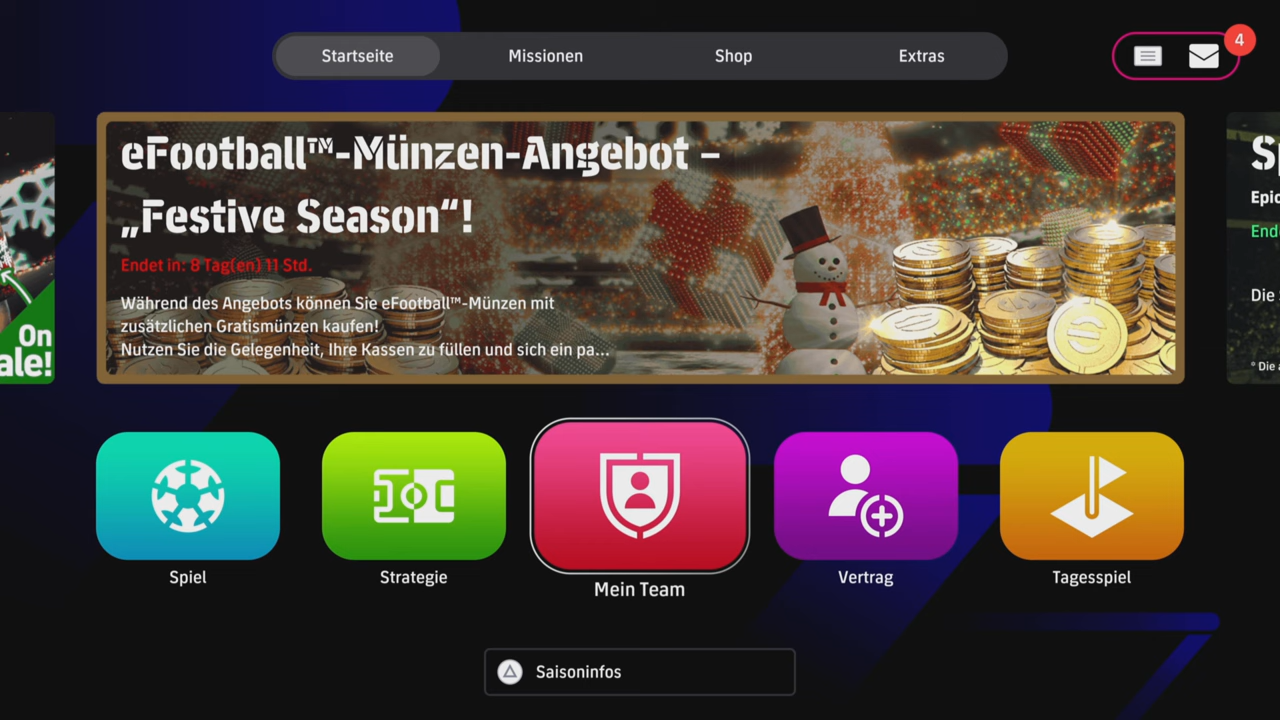 Startseite
Missionen
Shop
Extras
4
eFootball™-Münzen-Angebot –
„Festive Season“!
Endet in: 8 Tag(en) 11 Std.
Während des Angebots können Sie eFootball™-Münzen mit
zusätzlichen Gratismünzen kaufen!
Nutzen Sie die Gelegenheit, Ihre Kassen zu füllen und sich ein pa...
On
ale!
Sp
Epic
Ende
Die
* Die a
Spiel
Strategie
Mein Team
Vertrag
Tagesspiel
Saisoninfos